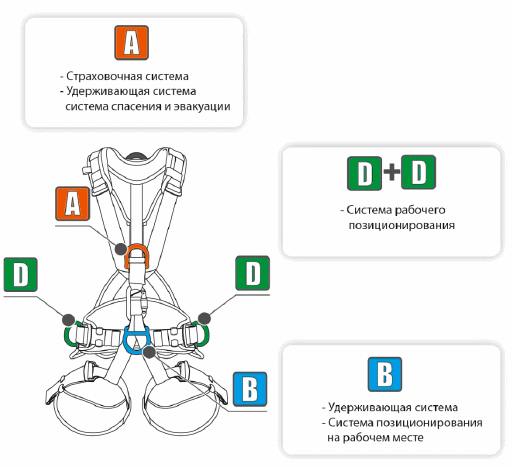 A
- Страховочная система
- Удерживающая система
система спасения и эвакуации
D+D
- Система рабочего
позиционирования
A
D
D
B
B
- Удерживающая система
- Система позиционирования
на рабочем месте